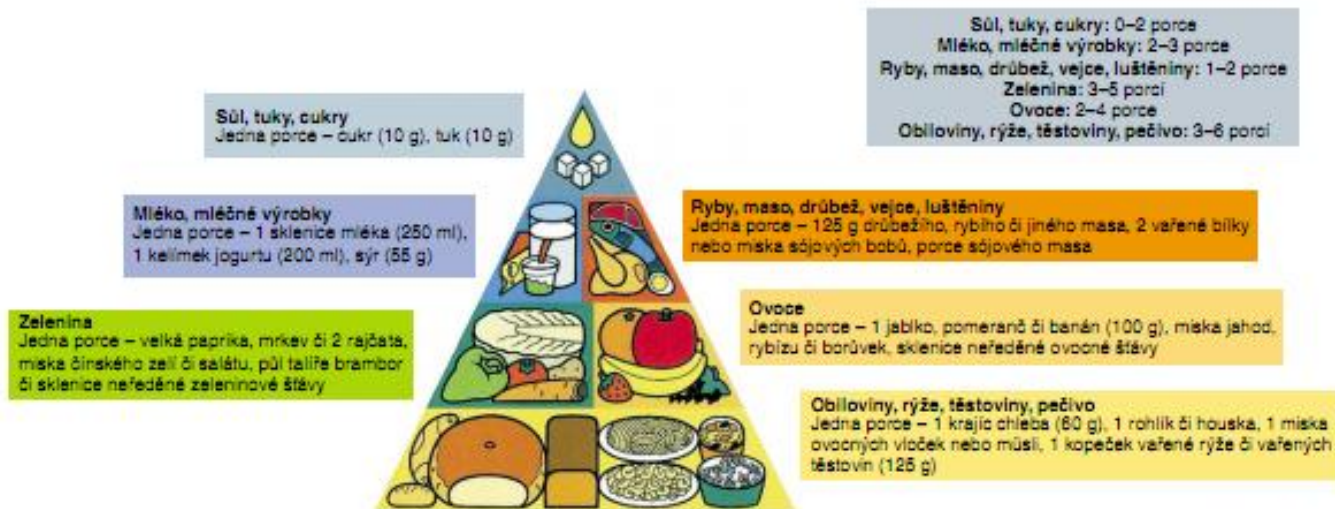 Sůl, tuky, cukry: 0–2 porce
Mléko, mléčné výrobky: 2–3 porce
Ryby, maso, drůbež, vejce, luštěniny: 1–2 porce
Zelenina: 3–5 porcí
Ovoce: 2–4 porce
Obiloviny, rýže, těstoviny, pečivo: 3–6 porcí
Sůl, tuky, cukry
Jedna porce – cukr (10 g), tuk (10 g)
Mléko, mléčné výrobky
Jedna porce – 1 sklenice mléka (250 ml),
1 kelímek jogurtu (200 ml), sýr (55 g)
Ryby, maso, drůbež, vejce, luštěniny
Jedna porce – 125 g drůbežího, rybího či jiného masa, 2 vařené bílky
nebo miska sójových bobů, porce sójového masa
Zelenina
Jedna porce – velká paprika, mrkev či 2 rajčata,
miska čínského zelí či salátu, půl talíře brambor
či sklenice neředěné zeleninové šťávy
Ovoce
Jedna porce – 1 jablko, pomeranč či banán (100 g), miska jahod,
rybízu či borůvek, sklenice neředěné ovocné šťávy
Obiloviny, rýže, těstoviny, pečivo
Jedna porce – 1 krajíc chleba (60 g), 1 rohlík či houska, 1 miska
ovocných vloček nebo müsli, 1 kopeček vařené rýže či vařených
těstovin (125 g)